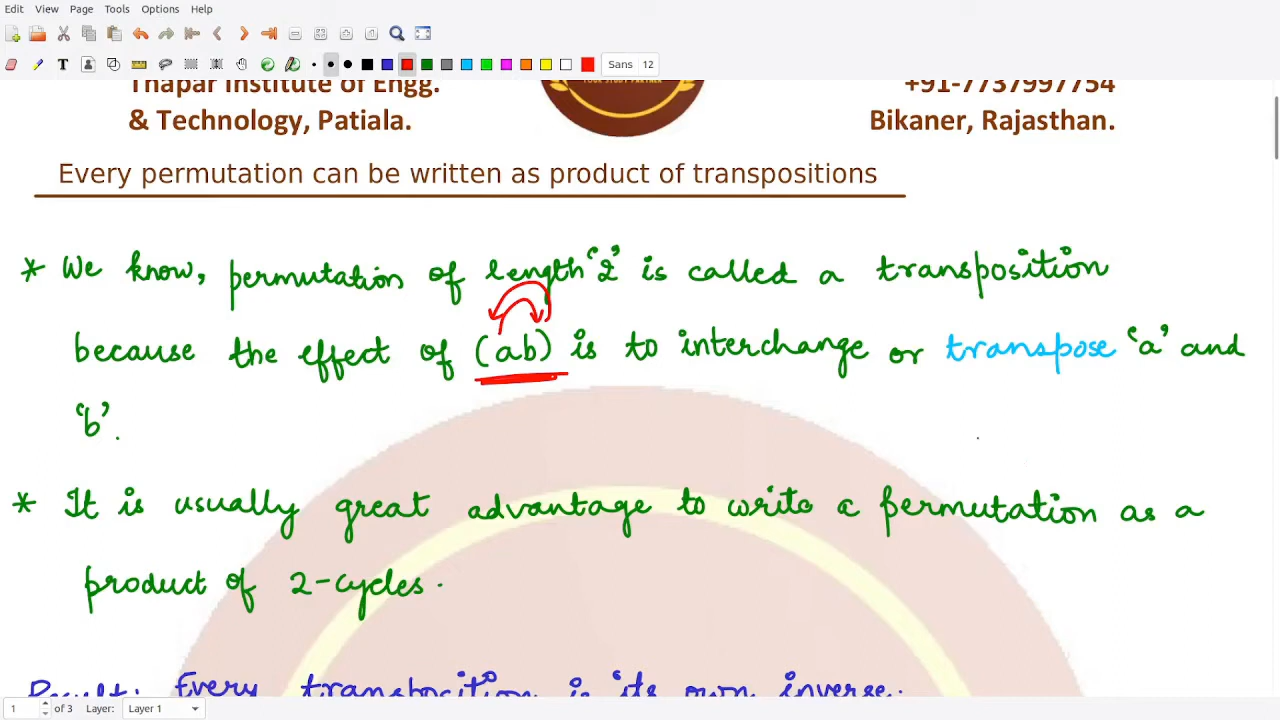 Edit View Page Tools Options Help
T Sans 12
Thapar Institute of Engg.
& Technology, Patiala.
YOUR STUDY PARTNER
+91-7737997754
Bikaner, Rajasthan.
Every permutation can be written as product of transpositions
* We know, permutation of length '2' is called a transposition
because the effect of (ab) is to interchange or transpose 'a' and
'b'.
* It is usually great advantage to write a permutation as a
product of 2-cycles.
Result: Every transposition is its own inverse.
1 of 3 Layer: Layer 1